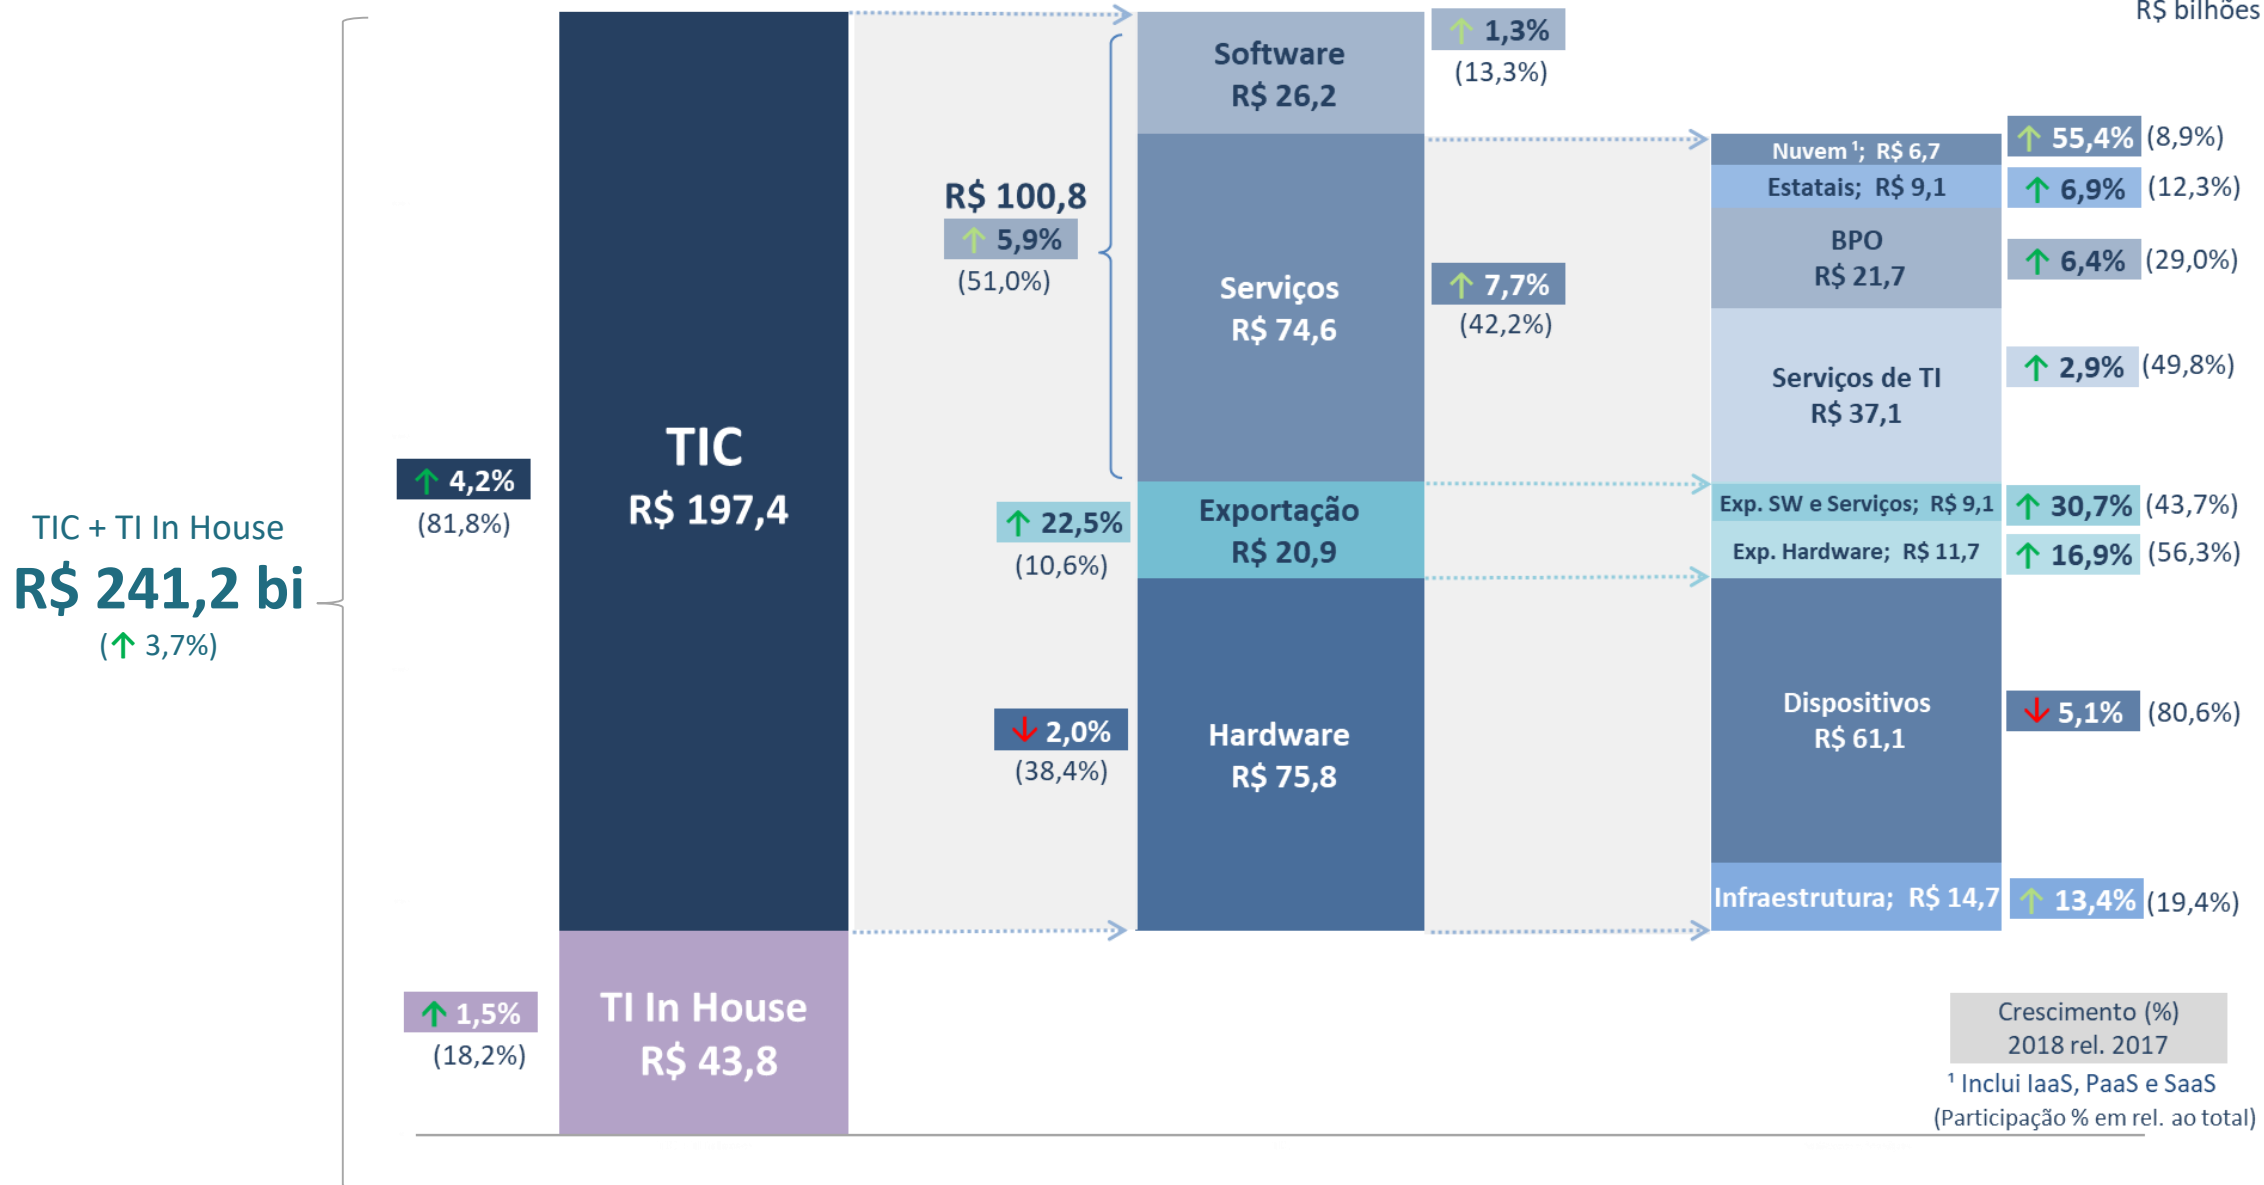 R$ bilhões
TIC + TI In House
R$ 241,2 bi
(↑ 3,7%)
↑ 4,2%
(81,8%)
↑ 1,5%
(18,2%)
TIC
R$ 197,4
TI In House
R$ 43,8
R$ 100,8
↑ 5,9%
(51,0%)
↑ 22,5%
(10,6%)
↓ 2,0%
(38,4%)
Software
R$ 26,2
Serviços
R$ 74,6
Exportação
R$ 20,9
Hardware
R$ 75,8
↑ 1,3%
(13,3%)
↑ 7,7%
(42,2%)
Nuvem ¹; R$ 6,7
↑ 55,4% (8,9%)
Estatais; R$ 9,1
↑ 6,9% (12,3%)
BPO
R$ 21,7
↑ 6,4% (29,0%)
Serviços de TI
R$ 37,1
↑ 2,9% (49,8%)
Exp. SW e Serviços; R$ 9,1
↑ 30,7% (43,7%)
Exp. Hardware; R$ 11,7
↑ 16,9% (56,3%)
Dispositivos
R$ 61,1
↓ 5,1% (80,6%)
Infraestrutura; R$ 14,7
↑ 13,4% (19,4%)
Crescimento (%)
2018 rel. 2017
¹ Inclui IaaS, PaaS e SaaS
(Participação % em rel. ao total)